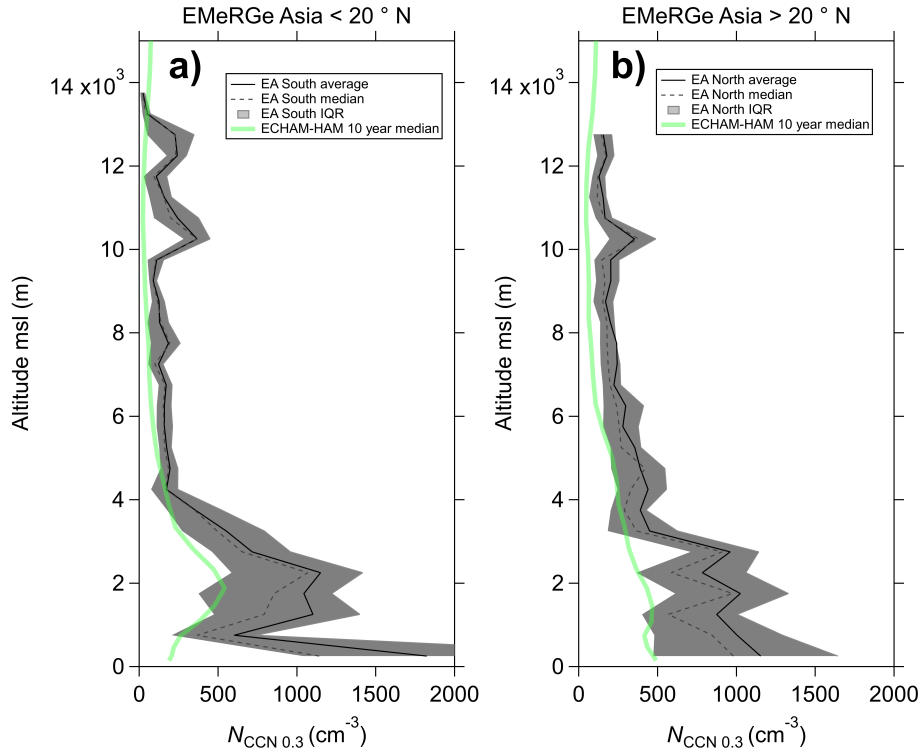 EMeRGe Asia < 20 ° N
a)
EA South average
EA South median
EA South IQR
ECHAM-HAM 10 year median
14 x10³
12
10
8
6
4
2
0
Altitude msl (m)
0 500 1000 1500 2000
N_CCN 0.3 (cm⁻³)
EMeRGe Asia > 20 ° N
b)
EA North average
EA North median
EA North IQR
ECHAM-HAM 10 year median
14 x10³
12
10
8
6
4
2
0
Altitude msl (m)
0 500 1000 1500 2000
N_CCN 0.3 (cm⁻³)